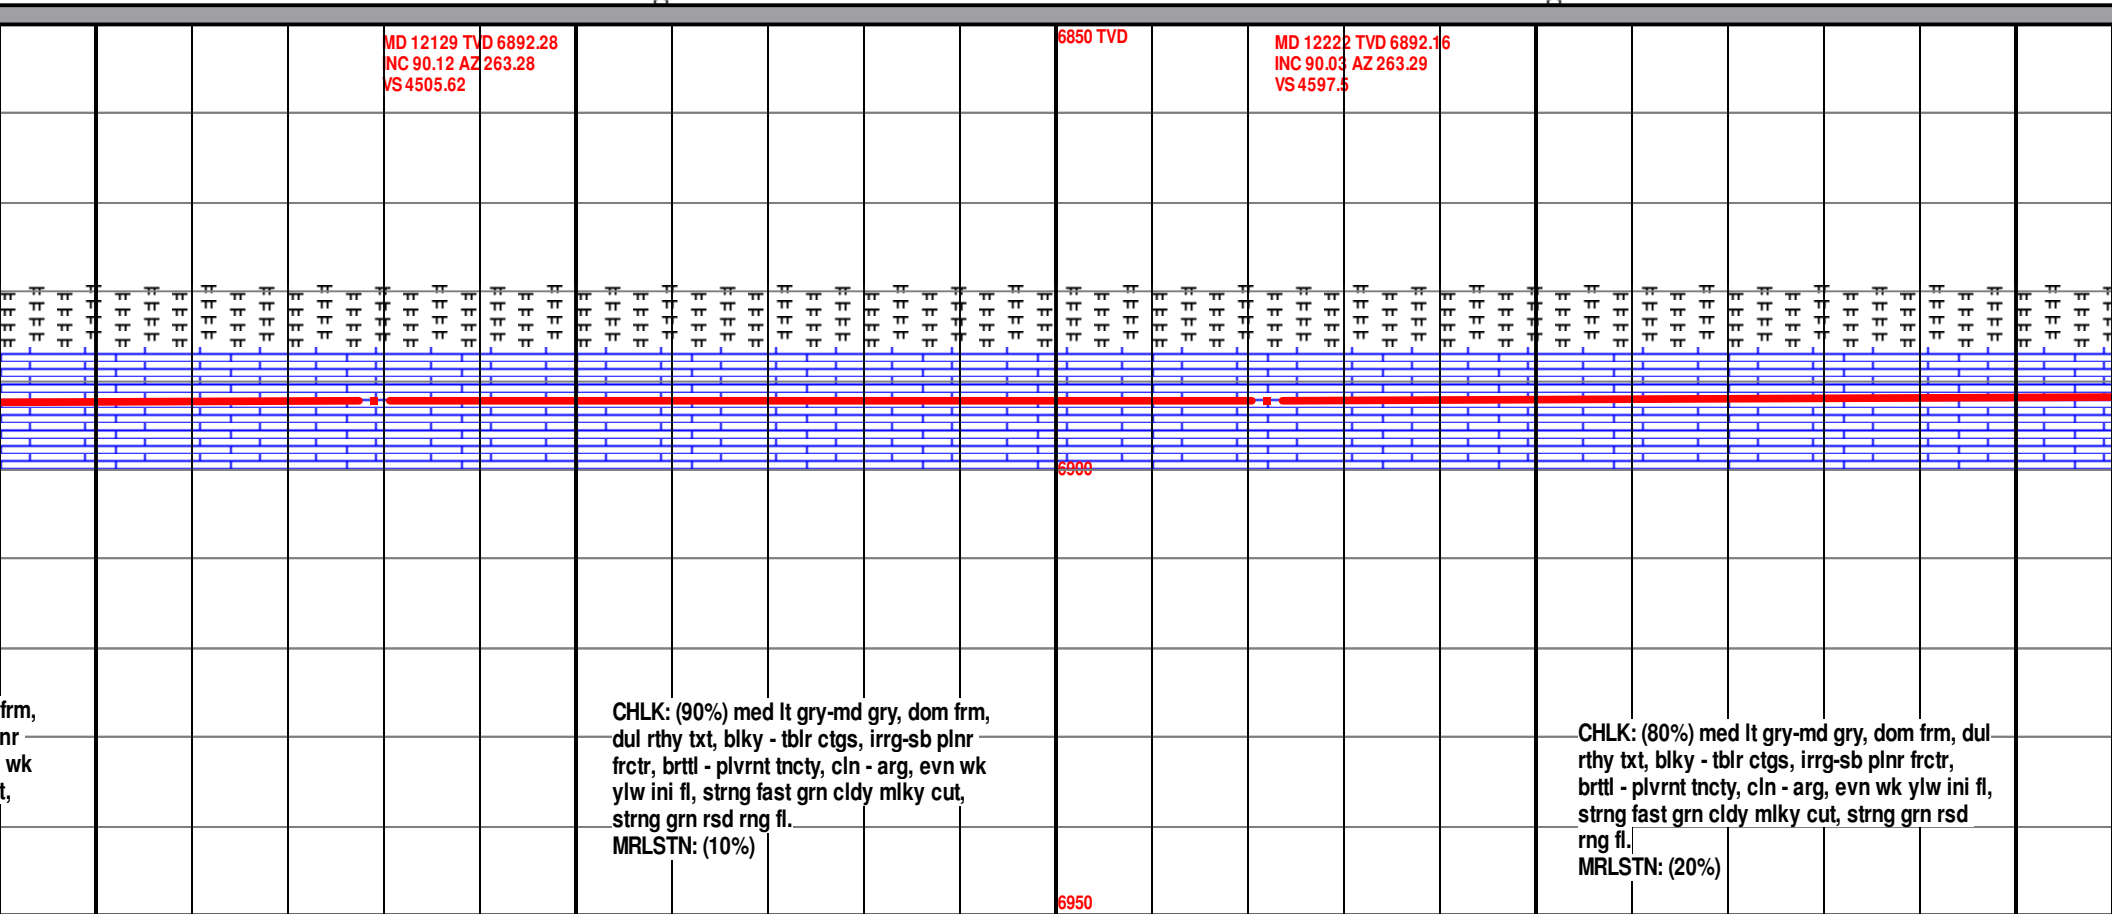 MD 12129 TVD 6892.28
INC 90.12 AZ 263.28
VS 4505.62
6850 TVD
MD 12222 TVD 6892.16
INC 90.03 AZ 263.29
VS 4597.5
6900
frm,
nr
wk
t,
CHLK: (90%) med lt gry-md gry, dom frm,
dul rthy txt, blky - tblr ctgs, irrg-sb plnr
frctr, brttl - plvrnt tncty, cln - arg, evn wk
ylw ini fl, strng fast grn cldy mlky cut,
strng grn rsd rng fl.
MRLSTN: (10%)
CHLK: (80%) med lt gry-md gry, dom frm, dul
rthy txt, blky - tblr ctgs, irrg-sb plnr frctr,
brttl - plvrnt tncty, cln - arg, evn wk ylw ini fl,
strng fast grn cldy mlky cut, strng grn rsd
rng fl.
MRLSTN: (20%)
6950